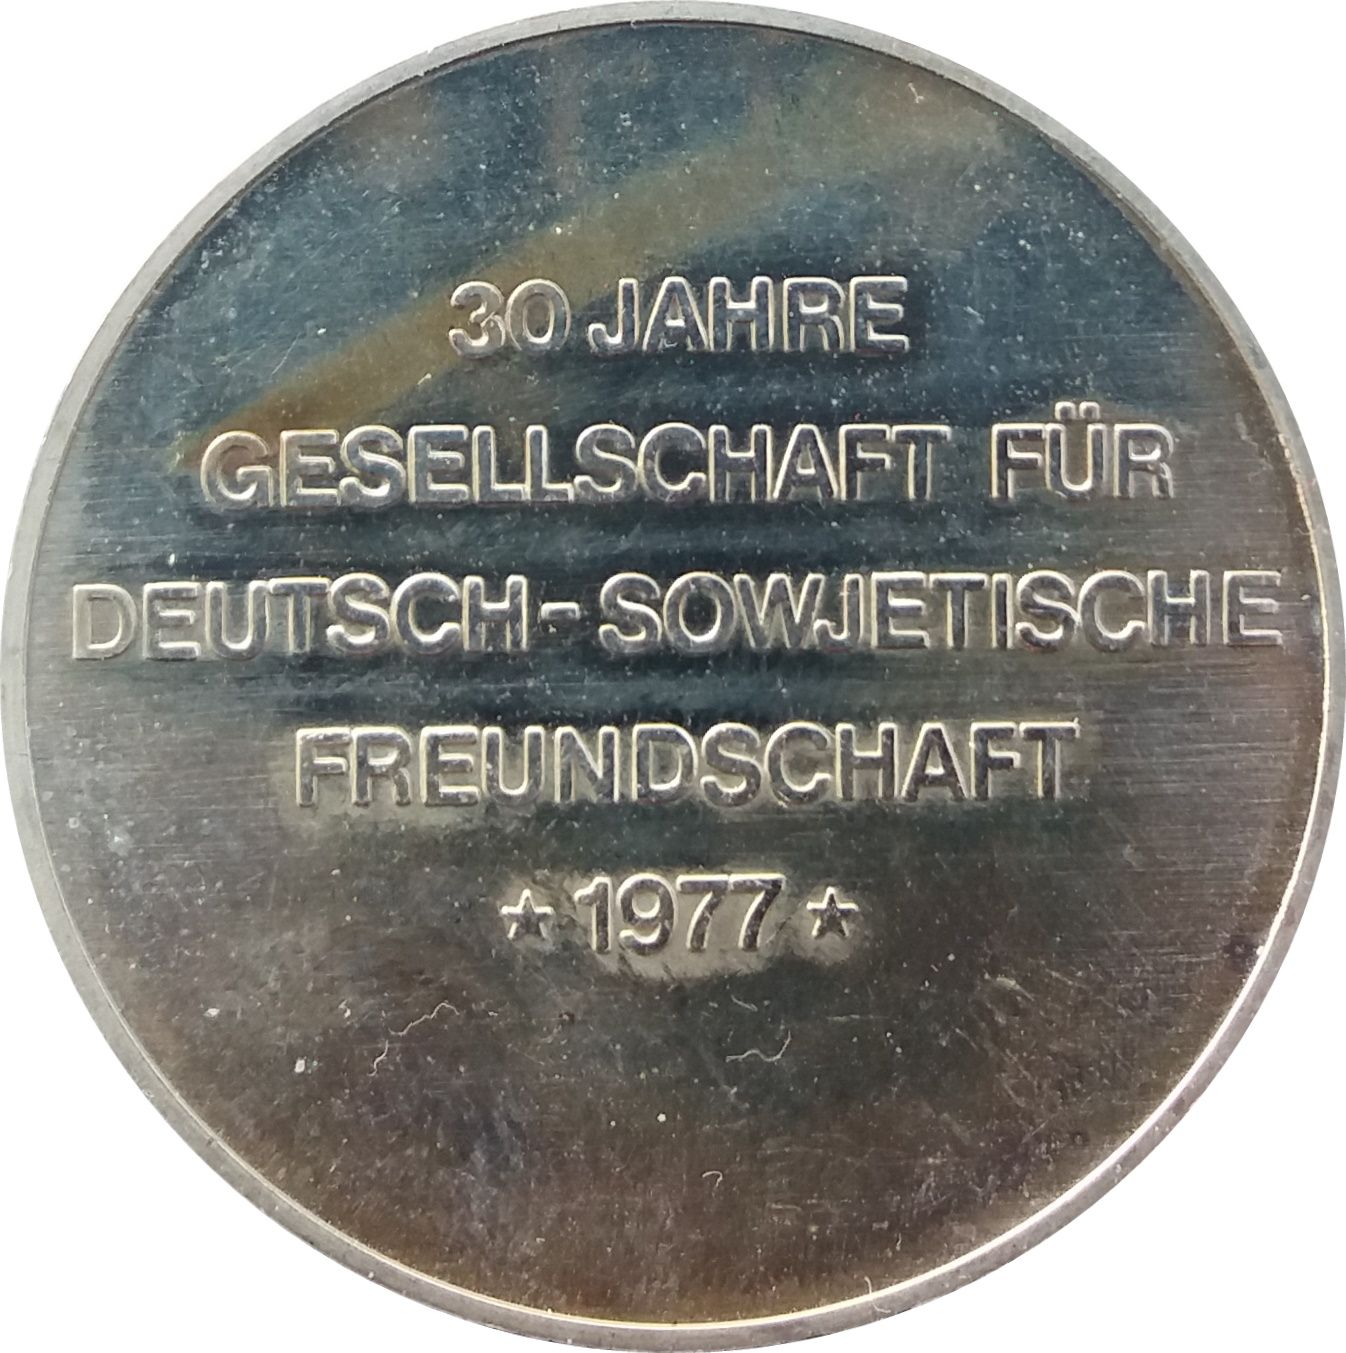 30 JAHRE
GESELLSCHAFT FÜR
DEUTSCH-SOWJETISCHE
FREUNDSCHAFT
★ 1977 ★